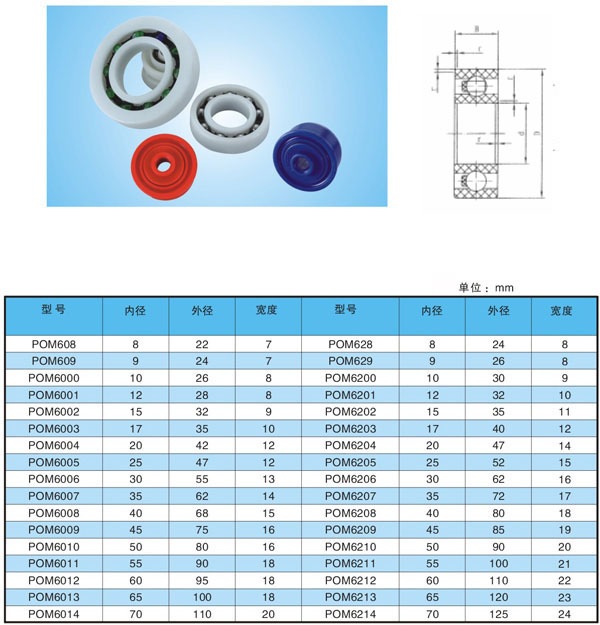 B
r
r
r
r
d
D
单位：mm
型号 内径 外径 宽度 型号 内径 外径 宽度
POM608 8 22 7 POM628 8 24 8
POM609 9 24 7 POM629 9 26 8
POM6000 10 26 8 POM6200 10 30 9
POM6001 12 28 8 POM6201 12 32 10
POM6002 15 32 9 POM6202 15 35 11
POM6003 17 35 10 POM6203 17 40 12
POM6004 20 42 12 POM6204 20 47 14
POM6005 25 47 12 POM6205 25 52 15
POM6006 30 55 13 POM6206 30 62 16
POM6007 35 62 14 POM6207 35 72 17
POM6008 40 68 15 POM6208 40 80 18
POM6009 45 75 16 POM6209 45 85 19
POM6010 50 80 16 POM6210 50 90 20
POM6011 55 90 18 POM6211 55 100 21
POM6012 60 95 18 POM6212 60 110 22
POM6013 65 100 18 POM6213 65 120 23
POM6014 70 110 20 POM6214 70 125 24